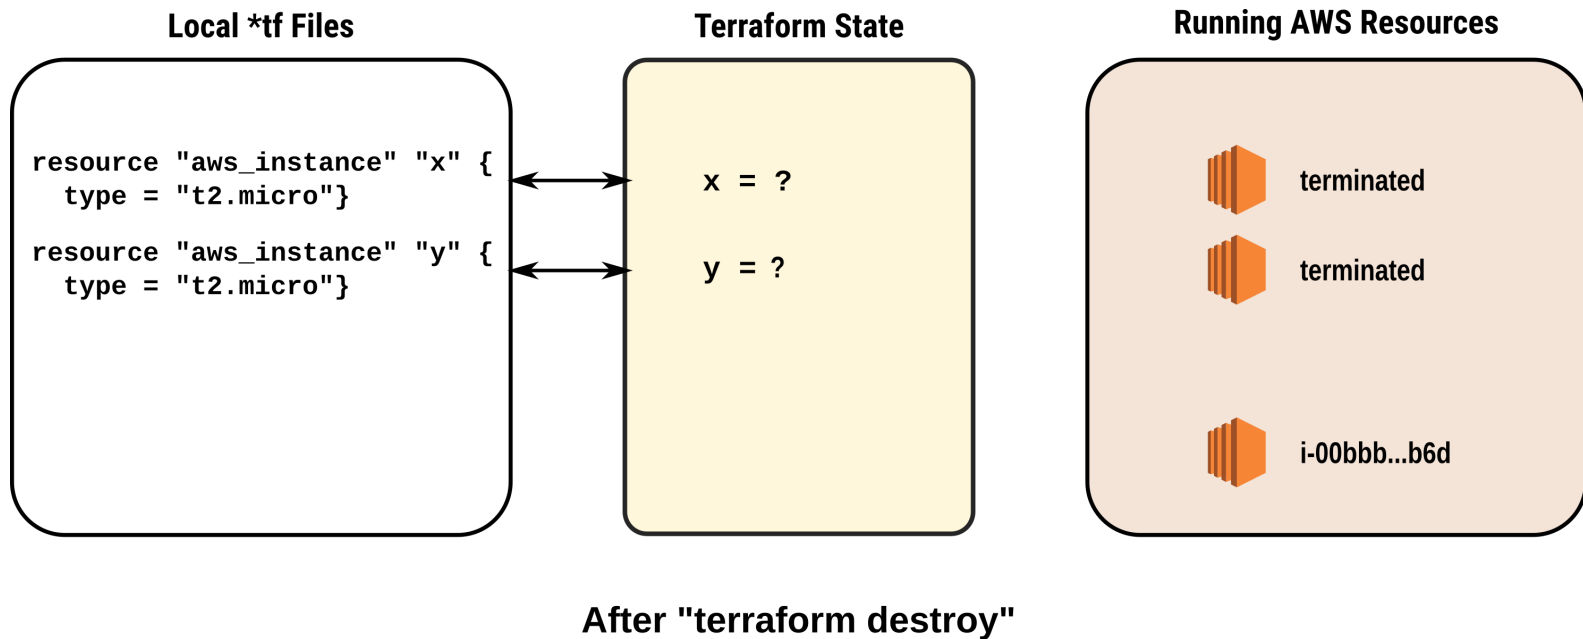 Local *tf Files
resource "aws_instance" "x" {
  type = "t2.micro"}
resource "aws_instance" "y" {
  type = "t2.micro"}
Terraform State
x = ?
y = ?
Running AWS Resources
terminated
terminated
i-00bbb...b6d
After "terraform destroy"